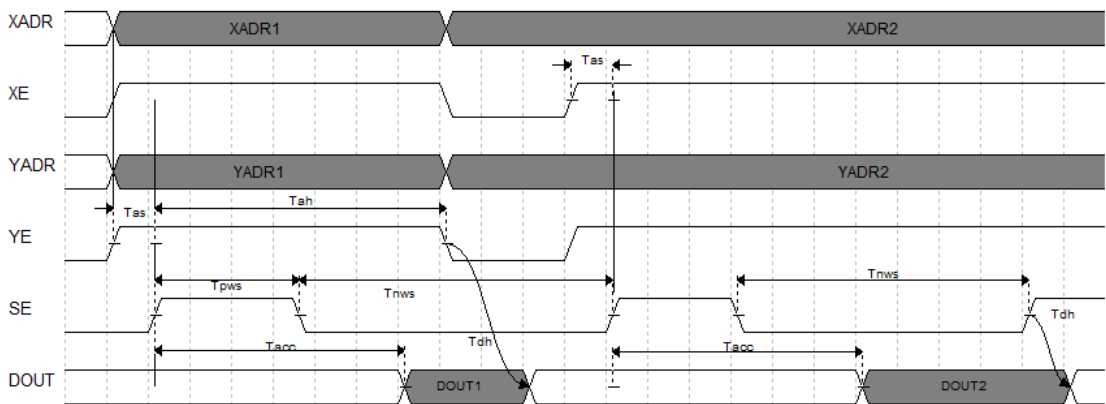 XADR XADR1 XADR2
Tas
XE
YADR YADR1 YADR2
Tas Tah
YE
Tpws Tnws Tnws
SE Tdh Tdh
Tacc Tacc
DOUT DOUT1 DOUT2